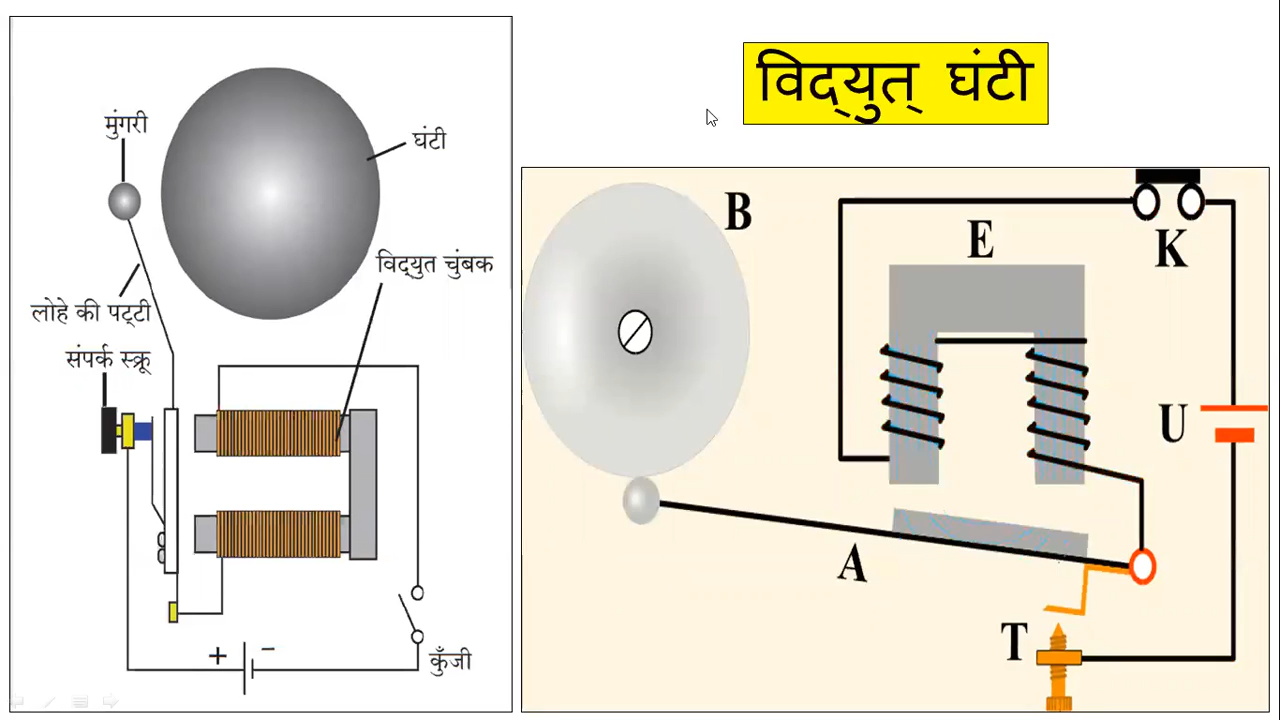 विद्युत् घंटी
मुंगरी
घंटी
विद्युत चुंबक
लोहे की पट्टी
संपर्क स्क्रू
+ −
कुँजी
B
E
K
U
A
T